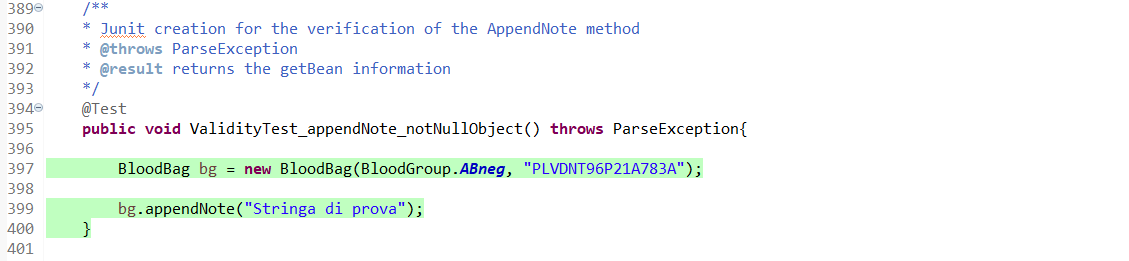 389 /**
390 * Junit creation for the verification of the AppendNote method
391 * @throws ParseException
392 * @result returns the getBean information
393 */
394 @Test
395 public void ValidityTest_appendNote_notNullObject() throws ParseException{
396
397 BloodBag bg = new BloodBag(BloodGroup.ABneg, "PLVDNT96P21A783A");
398
399 bg.appendNote("Stringa di prova");
400 }
401